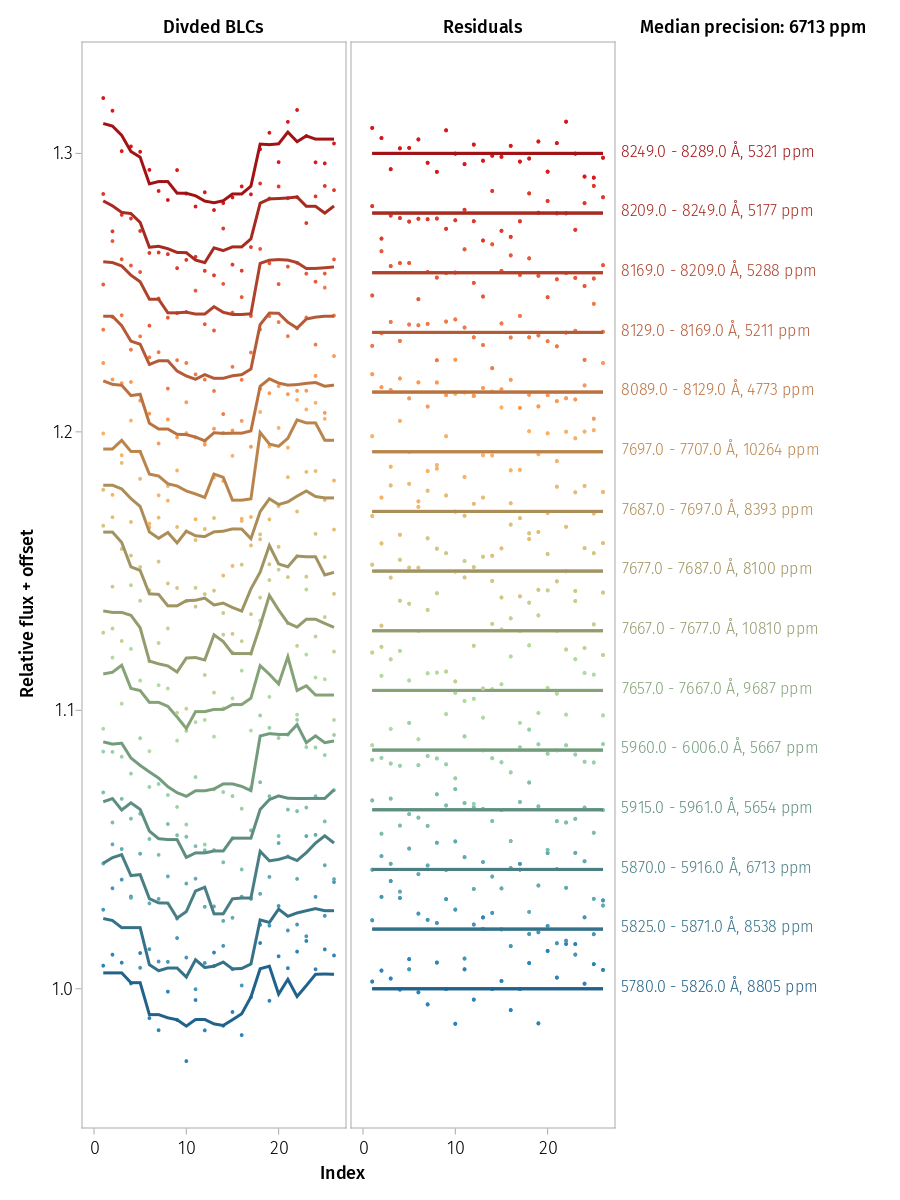 Divded BLCs
Residuals
Median precision: 6713 ppm
1.3
1.2
1.1
1.0
Relative flux + offset
8249.0 - 8289.0 Å, 5321 ppm
8209.0 - 8249.0 Å, 5177 ppm
8169.0 - 8209.0 Å, 5288 ppm
8129.0 - 8169.0 Å, 5211 ppm
8089.0 - 8129.0 Å, 4773 ppm
7697.0 - 7707.0 Å, 10264 ppm
7687.0 - 7697.0 Å, 8393 ppm
7677.0 - 7687.0 Å, 8100 ppm
7667.0 - 7677.0 Å, 10810 ppm
7657.0 - 7667.0 Å, 9687 ppm
5960.0 - 6006.0 Å, 5667 ppm
5915.0 - 5961.0 Å, 5654 ppm
5870.0 - 5916.0 Å, 6713 ppm
5825.0 - 5871.0 Å, 8538 ppm
5780.0 - 5826.0 Å, 8805 ppm
0 10 20
0 10 20
Index